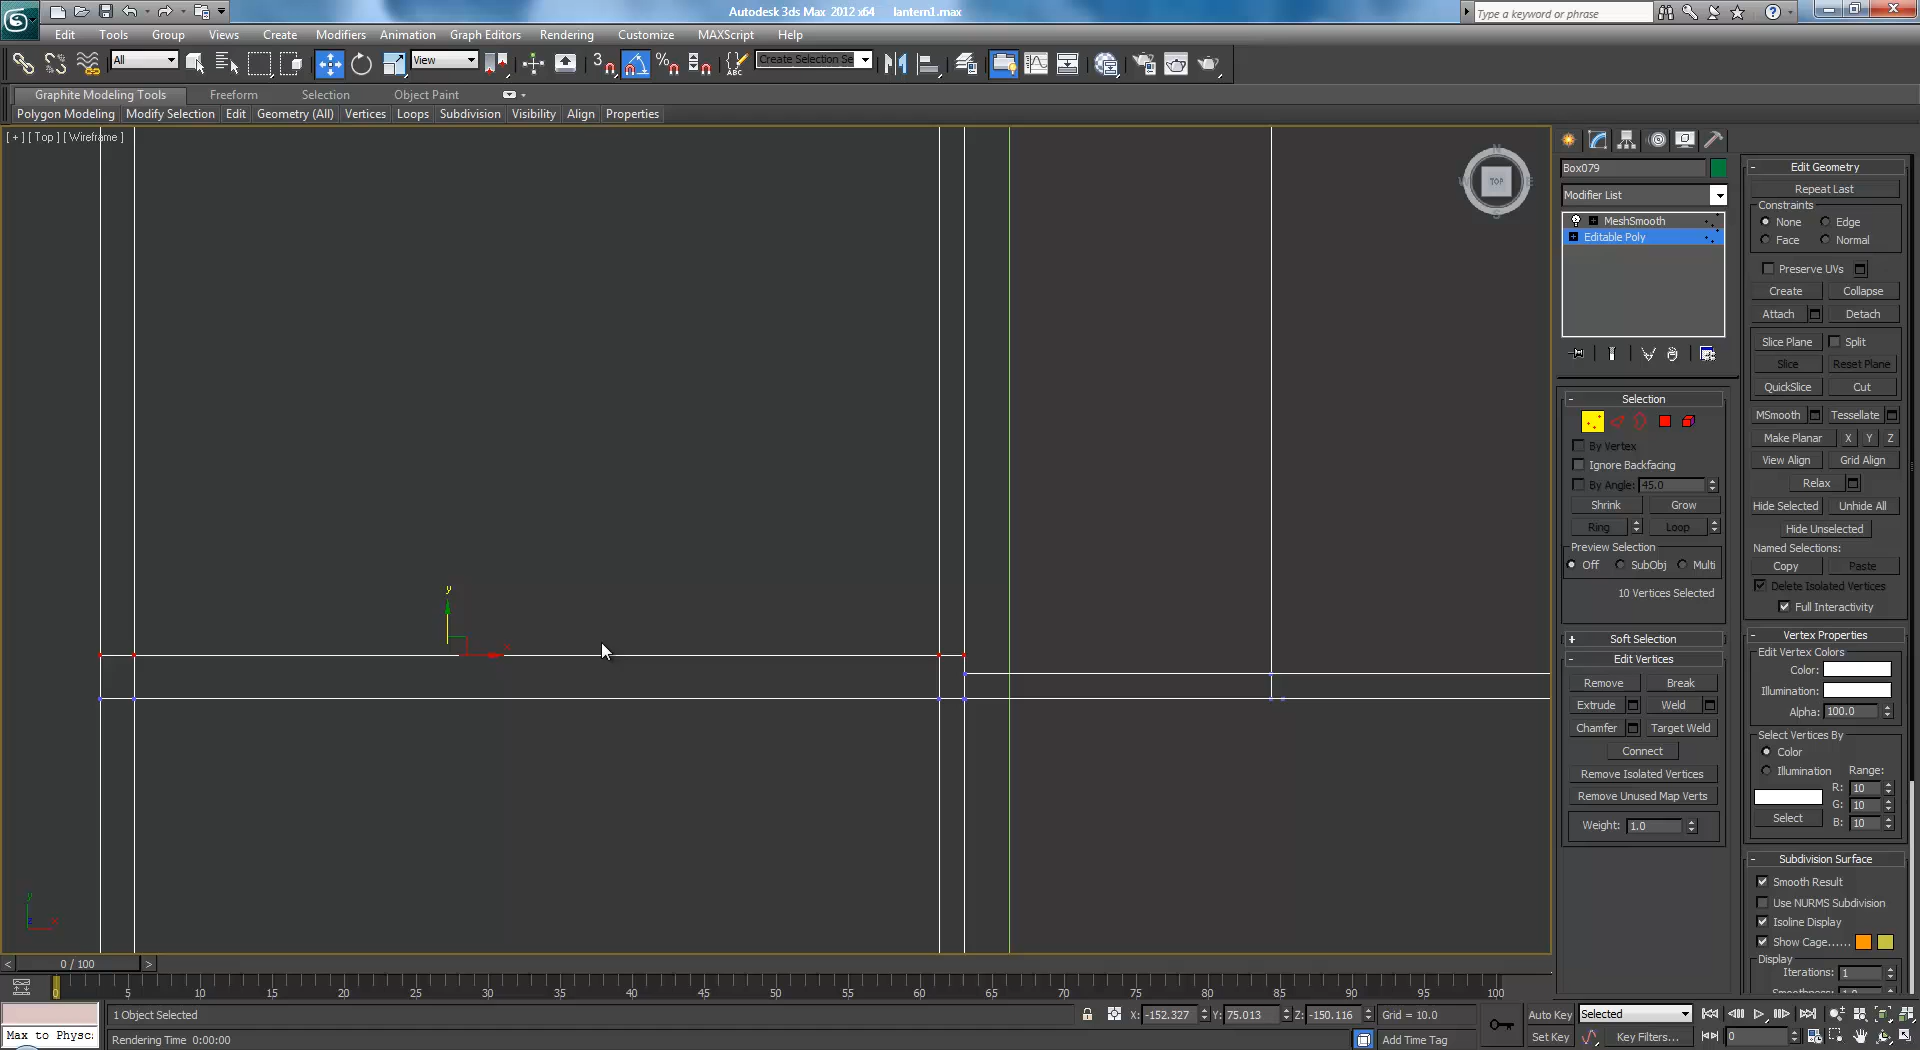 Autodesk 3ds Max 2012 x64 lantern1.max
Type a keyword or phrase
Edit Tools Group Views Create Modifiers Animation Graph Editors Rendering Customize MAXScript Help
All View Create Selection Se
Graphite Modeling Tools Freeform Selection Object Paint
Polygon Modeling Modify Selection Edit Geometry (All) Vertices Loops Subdivision Visibility Align Properties
[ + ] [ Top ] [ Wireframe ]
TOP
y
x
y
z
x
Box079
Modifier List
MeshSmooth
Editable Poly
Selection
By Vertex
Ignore Backfacing
By Angle: 45.0
Shrink Grow
Ring Loop
Preview Selection
Off SubObj Multi
10 Vertices Selected
Soft Selection
Edit Vertices
Remove Break
Extrude Weld
Chamfer Target Weld
Connect
Remove Isolated Vertices
Remove Unused Map Verts
Weight: 1.0
Edit Geometry
Repeat Last
Constraints
None Edge
Face Normal
Preserve UVs
Create Collapse
Attach Detach
Slice Plane Split
Slice Reset Plane
QuickSlice Cut
MSmooth Tessellate
Make Planar X Y Z
View Align Grid Align
Relax
Hide Selected Unhide All
Hide Unselected
Named Selections:
Copy Paste
Delete Isolated Vertices
Full Interactivity
Vertex Properties
Edit Vertex Colors
Color:
Illumination:
Alpha: 100.0
Select Vertices By
Color
Illumination Range:
R: 10
G: 10
Select B: 10
Subdivision Surface
Smooth Result
Use NURMS Subdivision
Isoline Display
Show Cage......
Display
Iterations: 1
0 / 100
0 5 10 15 20 25 30 35 40 45 50 55 60 65 70 75 80 85 90 95 100
1 Object Selected X: -152.327 Y: 75.013 Z: -150.116 Grid = 10.0 Auto Key Selected
Max to Physc Rendering Time 0:00:00 Add Time Tag Set Key Key Filters... 0